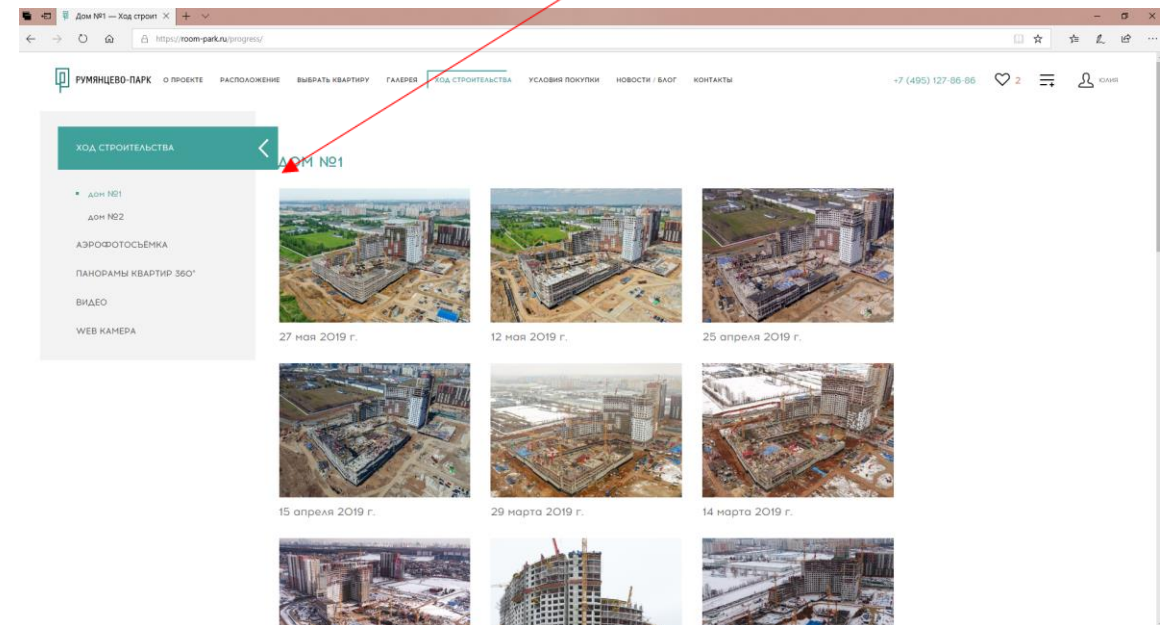 Дом №1 — Ход строит
https://room-park.ru/progress/
РУМЯНЦЕВО-ПАРК О ПРОЕКТЕ РАСПОЛОЖЕНИЕ ВЫБРАТЬ КВАРТИРУ ГАЛЕРЕЯ ХОД СТРОИТЕЛЬСТВА УСЛОВИЯ ПОКУПКИ НОВОСТИ / БЛОГ КОНТАКТЫ +7 (495) 127-86-86 2 ЮЛИЯ
ХОД СТРОИТЕЛЬСТВА
ДОМ №1
ДОМ №2
АЭРОФОТОСЪЁМКА
ПАНОРАМЫ КВАРТИР 360°
ВИДЕО
WEB КАМЕРА
ДОМ №1
27 мая 2019 г. 12 мая 2019 г. 25 апреля 2019 г.
15 апреля 2019 г. 29 марта 2019 г. 14 марта 2019 г.